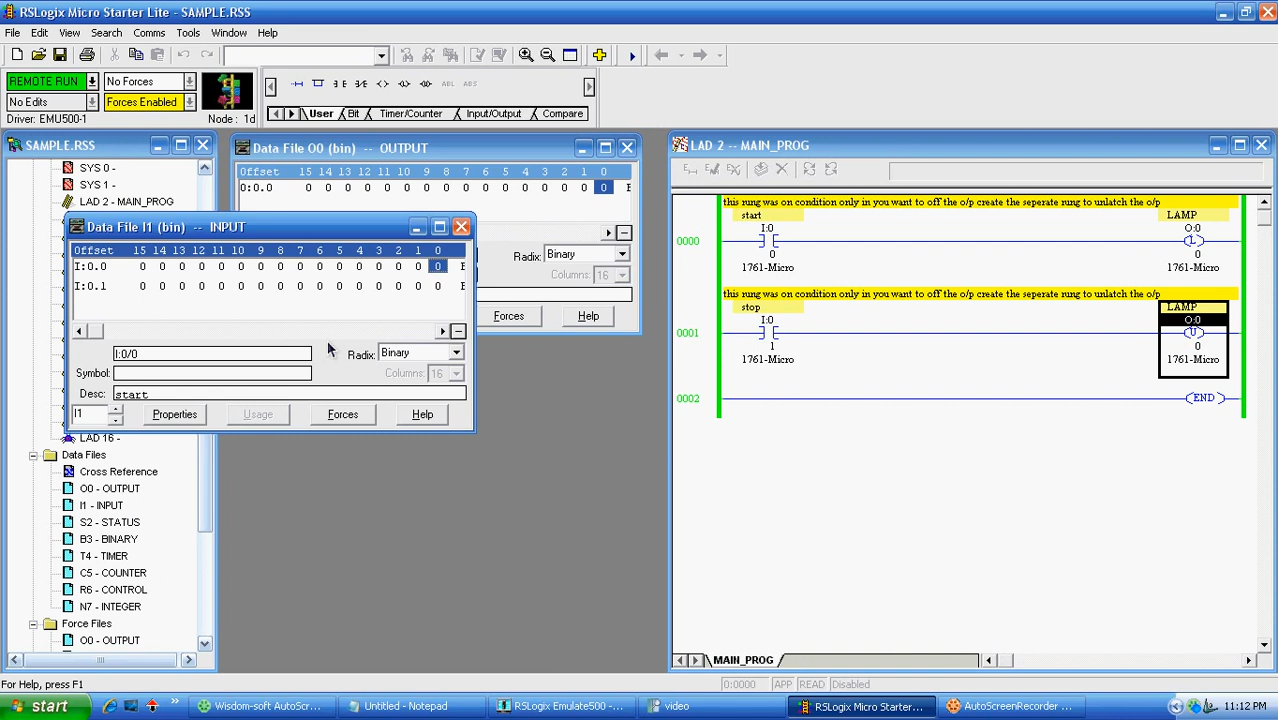 RSLogix Micro Starter Lite - SAMPLE.RSS
File Edit View Search Comms Tools Window Help
REMOTE RUN No Forces
No Edits Forces Enabled
Driver: EMU500-1 Node : 1d
User Bit Timer/Counter Input/Output Compare
SAMPLE.RSS
SYS 0 -
SYS 1 -
LAD 2 - MAIN_PROG
LAD 16 -
Data Files
Cross Reference
O0 - OUTPUT
I1 - INPUT
S2 - STATUS
B3 - BINARY
T4 - TIMER
C5 - COUNTER
R6 - CONTROL
N7 - INTEGER
Force Files
O0 - OUTPUT
Data File O0 (bin) -- OUTPUT
Offset 15 14 13 12 11 10 9 8 7 6 5 4 3 2 1 0
O:0.0 0 0 0 0 0 0 0 0 0 0 0 0 0 0 0 0
Radix: Binary
Columns: 16
Forces Help
Data File I1 (bin) -- INPUT
Offset 15 14 13 12 11 10 9 8 7 6 5 4 3 2 1 0
I:0.0 0 0 0 0 0 0 0 0 0 0 0 0 0 0 0 0
I:0.1 0 0 0 0 0 0 0 0 0 0 0 0 0 0 0 0
I:0/0 Radix: Binary
Symbol: Columns: 16
Desc: start
I1 Properties Usage Forces Help
LAD 2 -- MAIN_PROG
this rung was on condition only in you want to off the o/p create the seperate rung to unlatch the o/p
start LAMP
I:0 O:0
0000 L
0 0
1761-Micro 1761-Micro
this rung was on condition only in you want to off the o/p create the seperate rung to unlatch the o/p
stop LAMP
I:0 O:0
0001 U
1 0
1761-Micro 1761-Micro
0002 END
MAIN_PROG
For Help, press F1 0:0000 APP READ Disabled
start Wisdom-soft AutoScr... Untitled - Notepad RSLogix Emulate500 -... video RSLogix Micro Starter... AutoScreenRecorder ... 11:12 PM